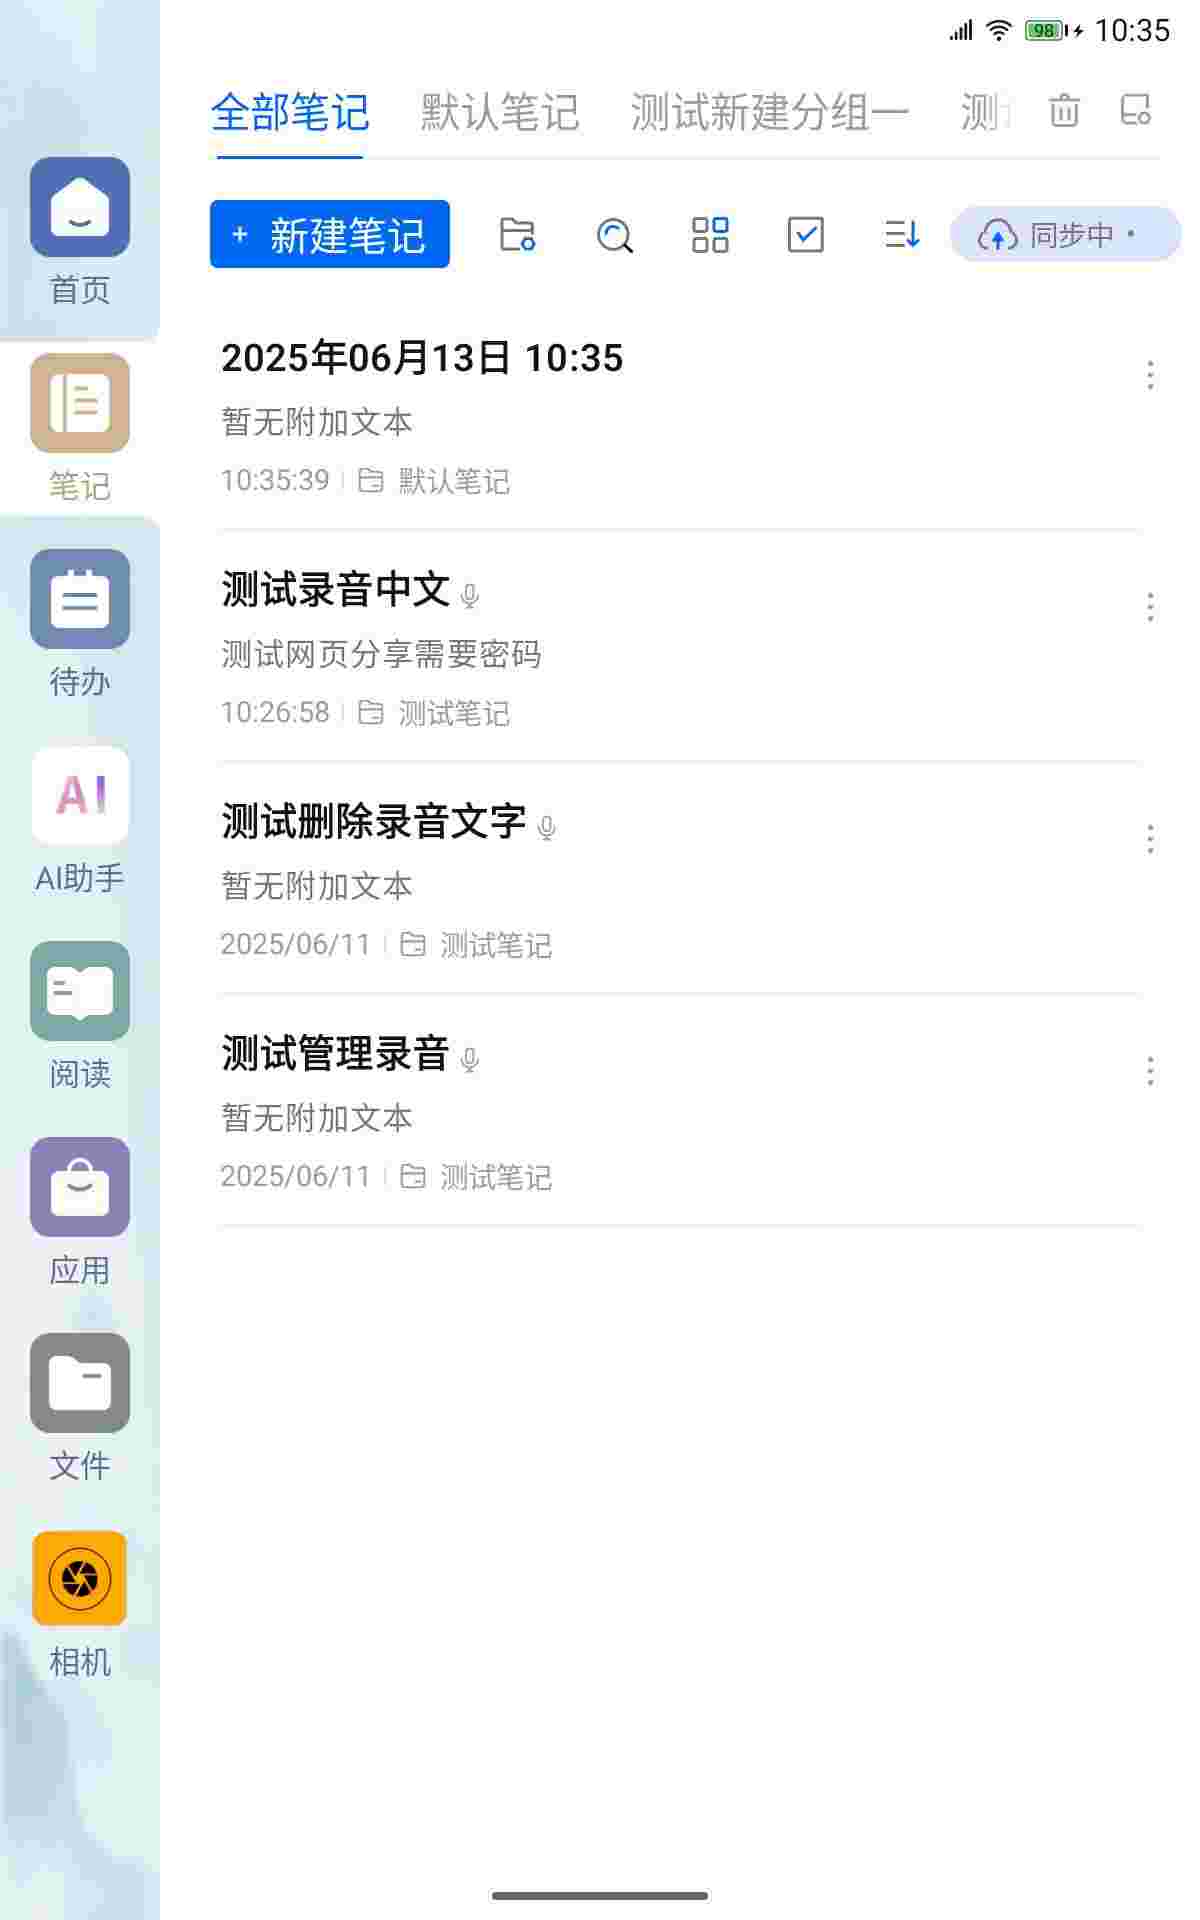 98 10:35
全部笔记 默认笔记 测试新建分组一 测
+ 新建笔记 同步中 ·
首页
笔记
待办
AI
AI助手
阅读
应用
文件
相机
2025年06月13日 10:35
暂无附加文本
10:35:39 默认笔记
测试录音中文
测试网页分享需要密码
10:26:58 测试笔记
测试删除录音文字
暂无附加文本
2025/06/11 测试笔记
测试管理录音
暂无附加文本
2025/06/11 测试笔记